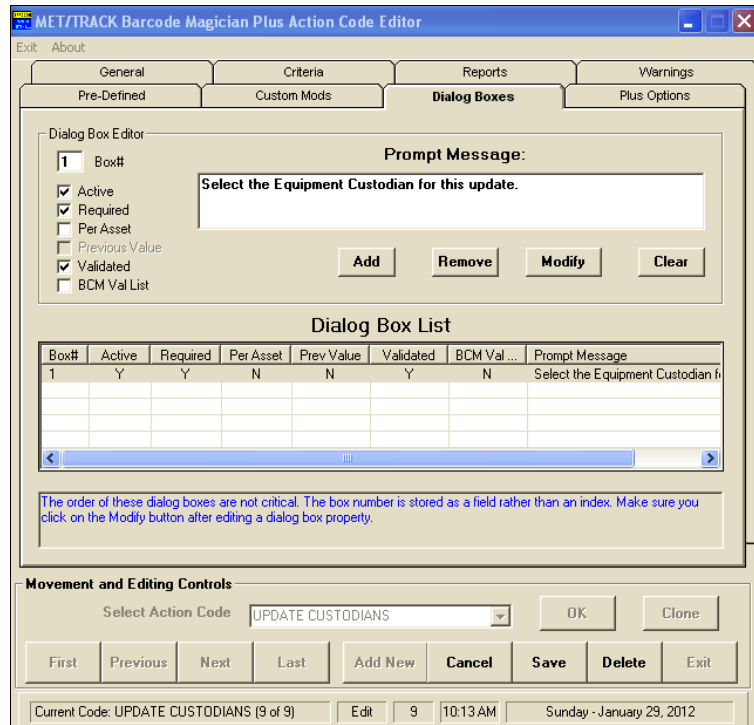 MET/TRACK Barcode Magician Plus Action Code Editor
Exit About
General Criteria Reports Warnings
Pre-Defined Custom Mods Dialog Boxes Plus Options
Dialog Box Editor
1 Box#
Prompt Message:
Select the Equipment Custodian for this update.
Active
Required
Per Asset
Previous Value
Validated
BCM Val List
Add Remove Modify Clear
Dialog Box List
Box# Active Required Per Asset Prev Value Validated BCM Val ... Prompt Message
1 Y Y N N Y N Select the Equipment Custodian f
The order of these dialog boxes are not critical. The box number is stored as a field rather than an index. Make sure you
click on the Modify button after editing a dialog box property.
Movement and Editing Controls
Select Action Code UPDATE CUSTODIANS OK Clone
First Previous Next Last Add New Cancel Save Delete Exit
Current Code: UPDATE CUSTODIANS (9 of 9) Edit 9 10:13 AM Sunday - January 29, 2012